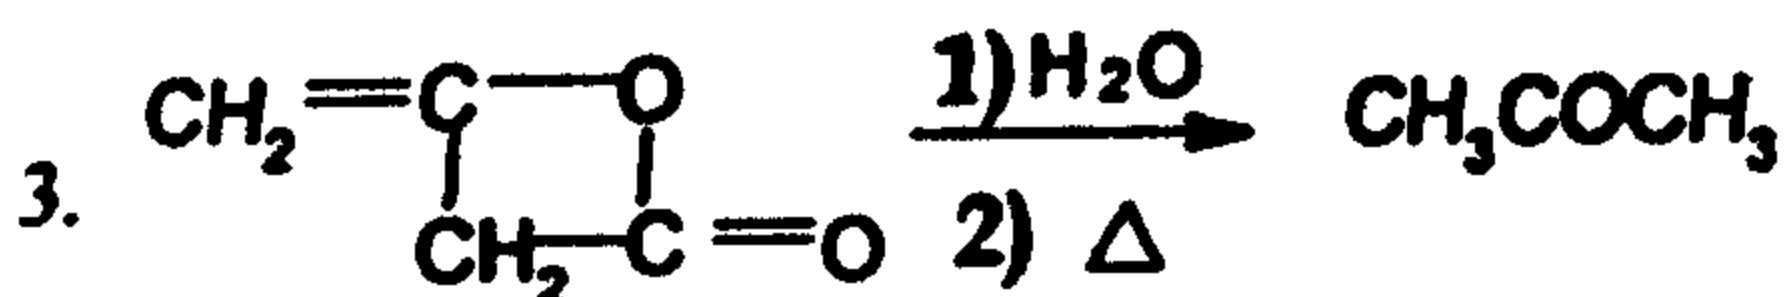 1)H₂O
CH₂=C—O CH₃COCH₃
3.
CH₂—C=O 2) △